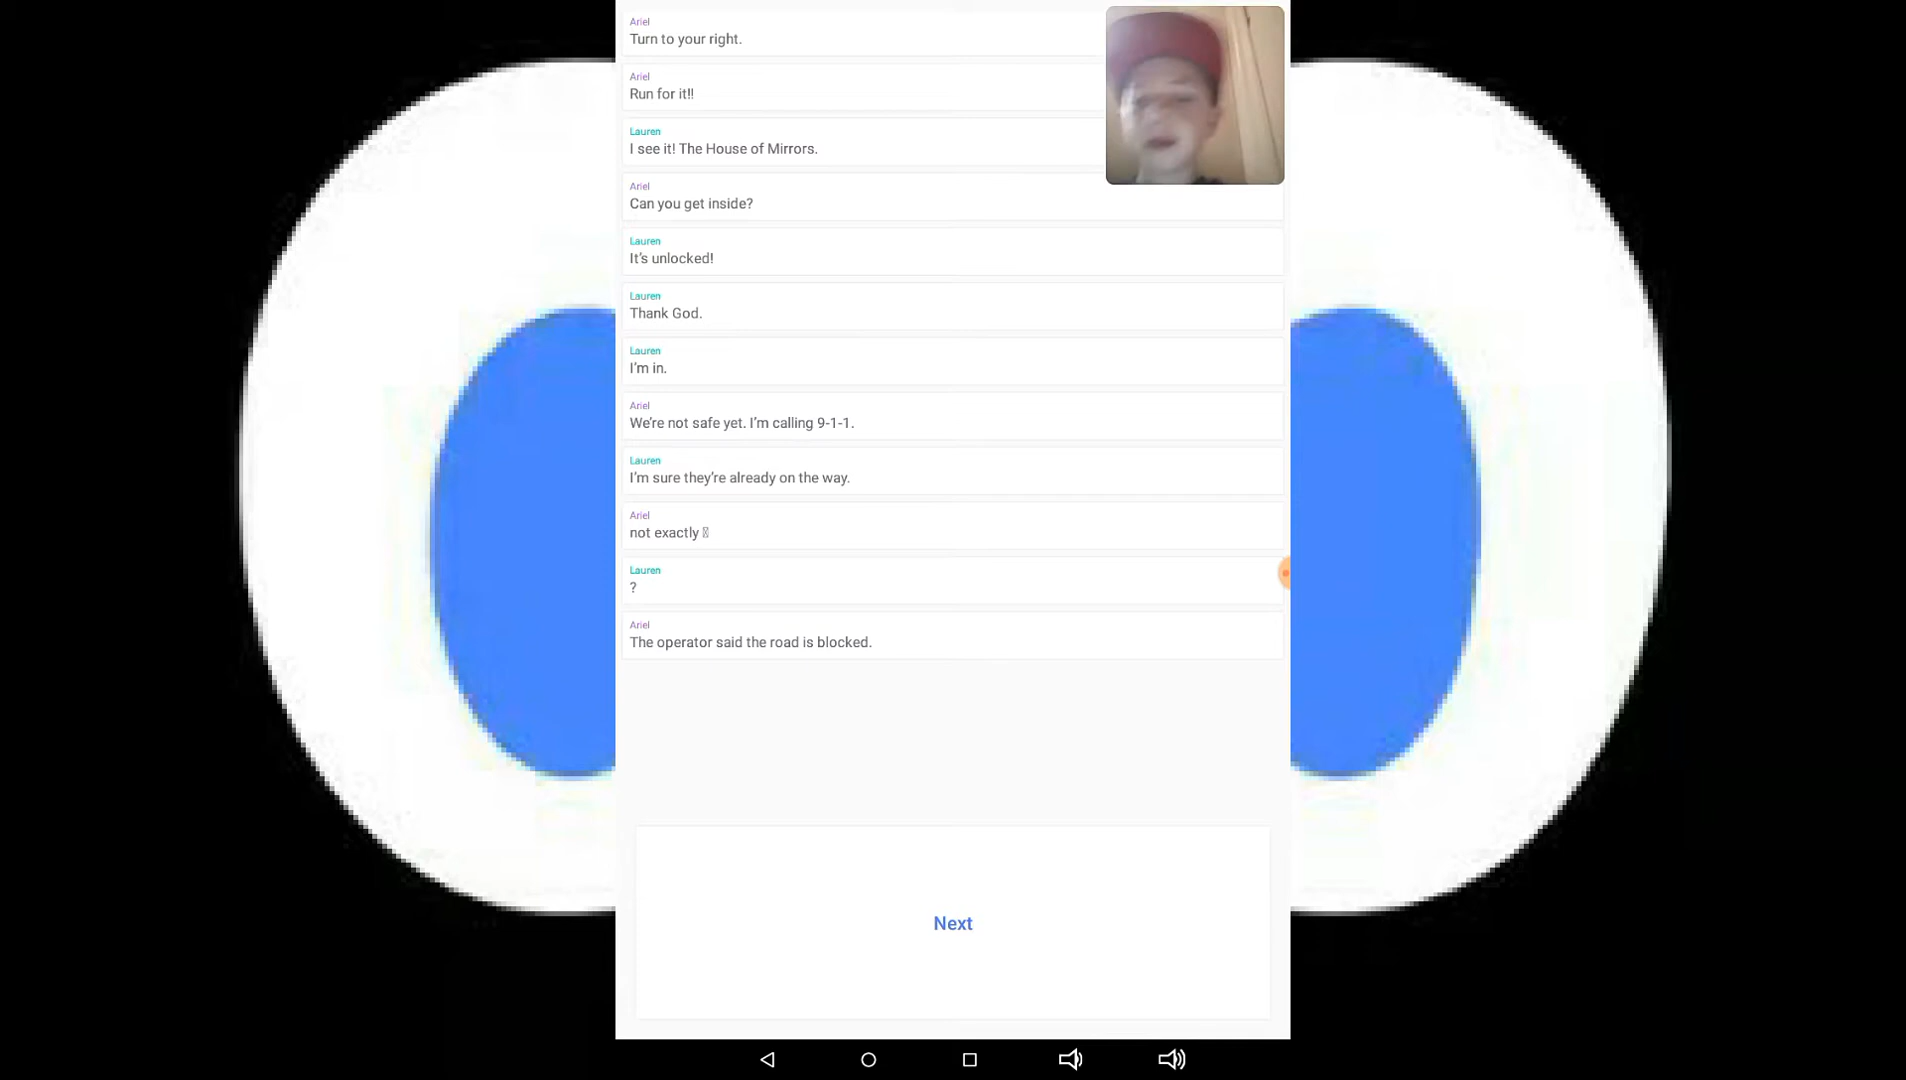 Ariel
Turn to your right.
Ariel
Run for it!!
Lauren
I see it! The House of Mirrors.
Ariel
Can you get inside?
Lauren
It’s unlocked!
Lauren
Thank God.
Lauren
I’m in.
Ariel
We’re not safe yet. I’m calling 9-1-1.
Lauren
I’m sure they’re already on the way.
Ariel
not exactly
Lauren
?
Ariel
The operator said the road is blocked.
Next